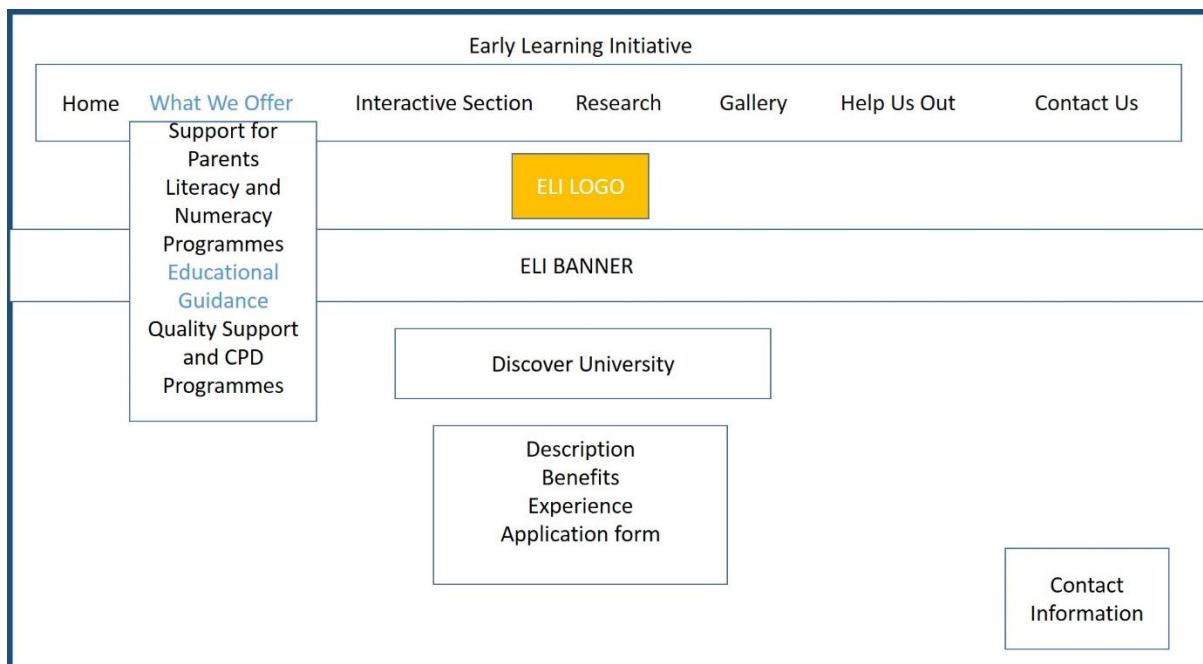 Early Learning Initiative
Home What We Offer Interactive Section Research Gallery Help Us Out Contact Us
Support for
Parents
Literacy and
Numeracy
Programmes
Educational
Guidance
Quality Support
and CPD
Programmes
ELI LOGO
ELI BANNER
Discover University
Description
Benefits
Experience
Application form
Contact
Information